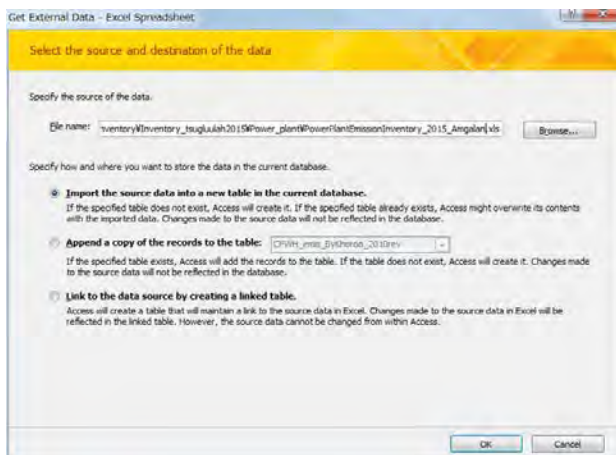 Get External Data - Excel Spreadsheet
Select the source and destination of the data
Specify the source of the data.
File name: nventory¥Inventory_tsugluulah2015¥Power_plant¥PowerPlantEmissionInventory_2015_Amgalan.xls Browse...
Specify how and where you want to store the data in the current database.
Import the source data into a new table in the current database.
If the specified table does not exist, Access will create it. If the specified table already exists, Access might overwrite its contents
with the imported data. Changes made to the source data will not be reflected in the database.
Append a copy of the records to the table:
If the specified table exists, Access will add the records to the table. If the table does not exist, Access will create it. Changes made
to the source data will not be reflected in the database.
Link to the data source by creating a linked table.
Access will create a table that will maintain a link to the source data in Excel. Changes made to the source data in Excel will be
reflected in the linked table. However, the source data cannot be changed from within Access.
OK Cancel